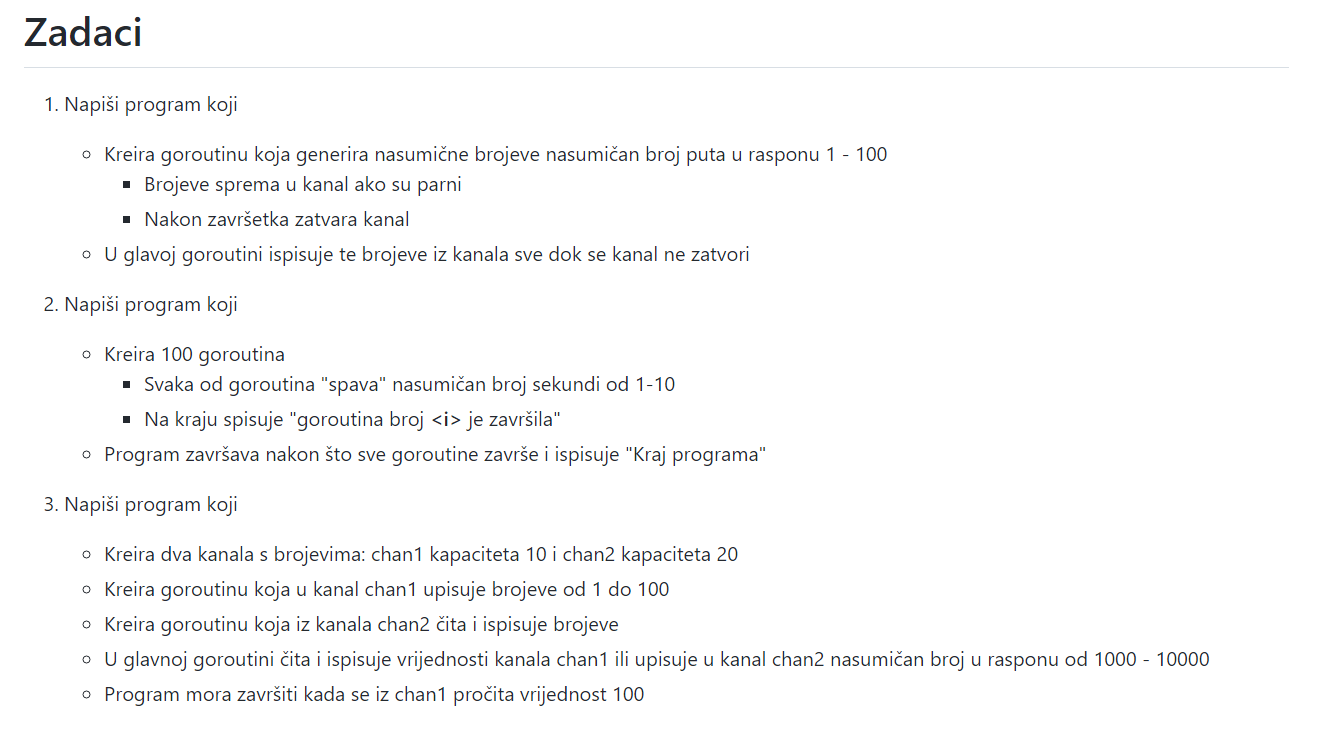 Zadaci
1. Napiši program koji
Kreira goroutinu koja generira nasumične brojeve nasumičan broj puta u rasponu 1 - 100
Brojeve sprema u kanal ako su parni
Nakon završetka zatvara kanal
U glavoj goroutini ispisuje te brojeve iz kanala sve dok se kanal ne zatvori
2. Napiši program koji
Kreira 100 goroutina
Svaka od goroutina "spava" nasumičan broj sekundi od 1-10
Na kraju spisuje "goroutina broj <i> je završila"
Program završava nakon što sve goroutine završe i ispisuje "Kraj programa"
3. Napiši program koji
Kreira dva kanala s brojevima: chan1 kapaciteta 10 i chan2 kapaciteta 20
Kreira goroutinu koja u kanal chan1 upisuje brojeve od 1 do 100
Kreira goroutinu koja iz kanala chan2 čita i ispisuje brojeve
U glavnoj goroutini čita i ispisuje vrijednosti kanala chan1 ili upisuje u kanal chan2 nasumičan broj u rasponu od 1000 - 10000
Program mora završiti kada se iz chan1 pročita vrijednost 100